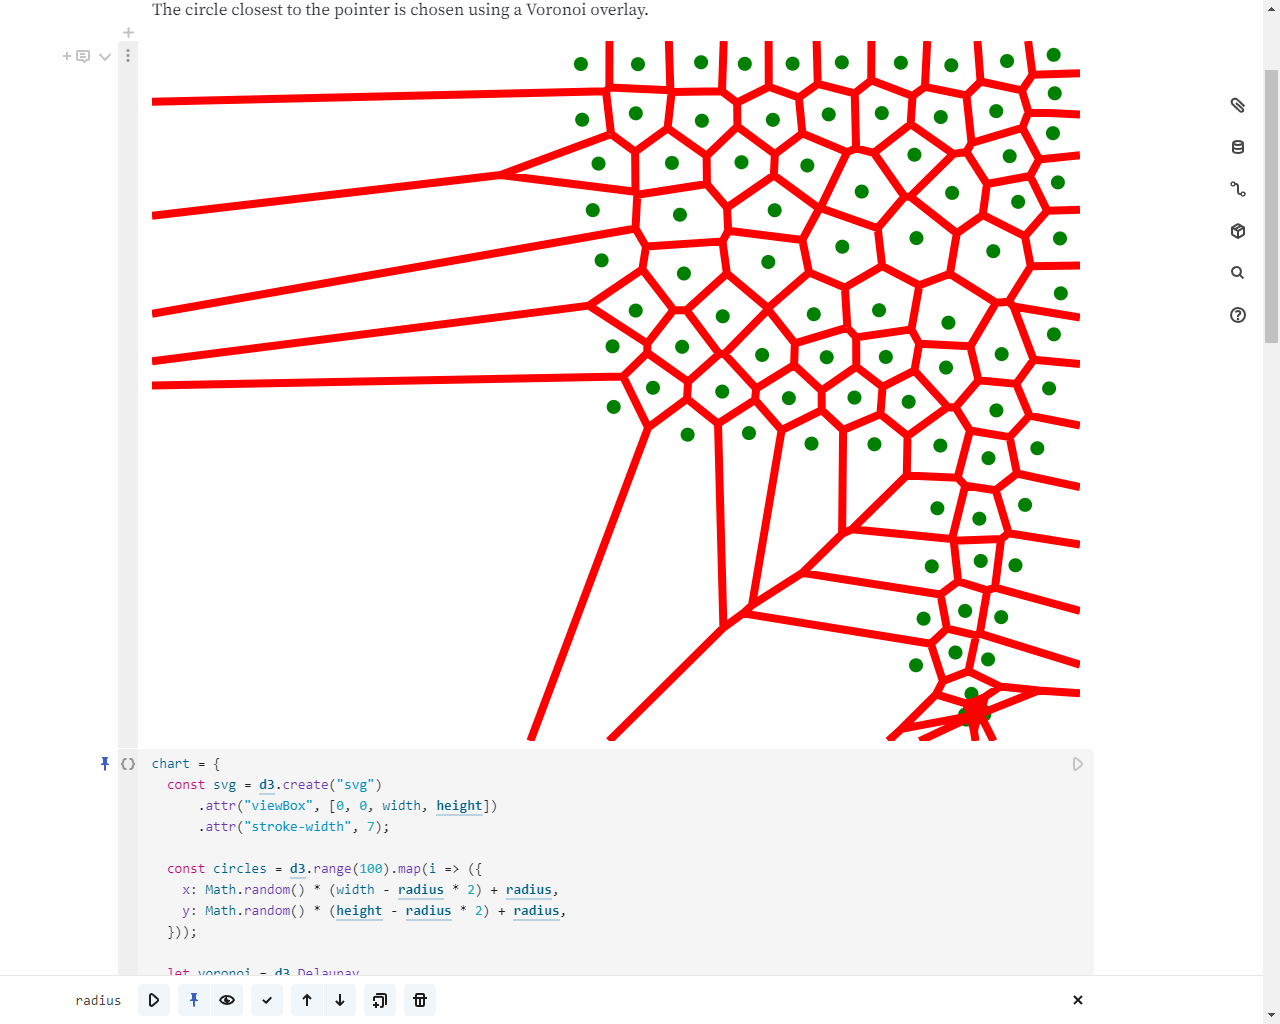 The circle closest to the pointer is chosen using a Voronoi overlay.
chart = {
const svg = d3.create("svg")
.attr("viewBox", [0, 0, width, height])
.attr("stroke-width", 7);
const circles = d3.range(100).map(i => ({
x: Math.random() * (width - radius * 2) + radius,
y: Math.random() * (height - radius * 2) + radius,
}));
let voronoi = d3.Delaunay
radius